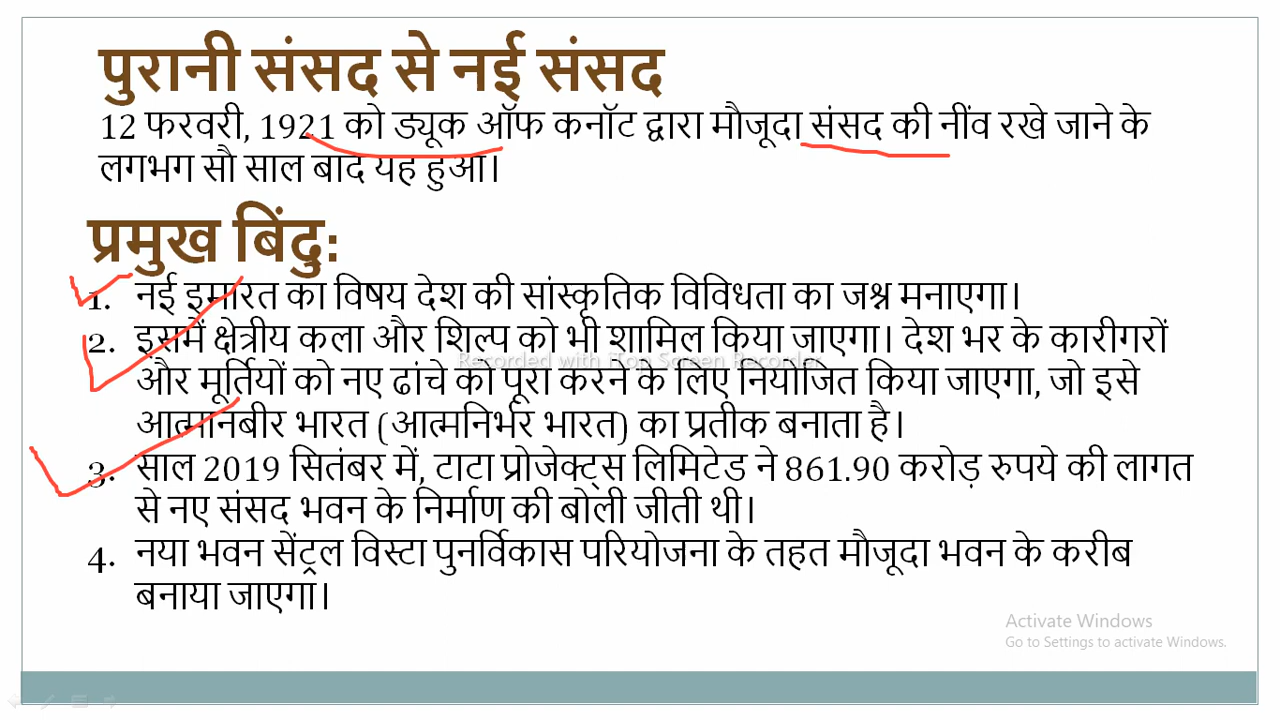 पुरानी संसद से नई संसद
12 फरवरी, 1921 को ड्यूक ऑफ कनॉट द्वारा मौजूदा संसद की नींव रखे जाने के
लगभग सौ साल बाद यह हुआ।
प्रमुख बिंदु:
1. नई इमारत का विषय देश की सांस्कृतिक विविधता का जश्न मनाएगा।
2. इसमें क्षेत्रीय कला और शिल्प को भी शामिल किया जाएगा। देश भर के कारीगरों
Recorded with iTop Screen Recorder
और मूर्तियों को नए ढांचे को पूरा करने के लिए नियोजित किया जाएगा, जो इसे
आत्मानबीर भारत (आत्मनिर्भर भारत) का प्रतीक बनाता है।
3. साल 2019 सितंबर में, टाटा प्रोजेक्ट्स लिमिटेड ने 861.90 करोड़ रुपये की लागत
से नए संसद भवन के निर्माण की बोली जीती थी।
4. नया भवन सेंट्रल विस्टा पुनर्विकास परियोजना के तहत मौजूदा भवन के करीब
बनाया जाएगा।
Activate Windows
Go to Settings to activate Windows.